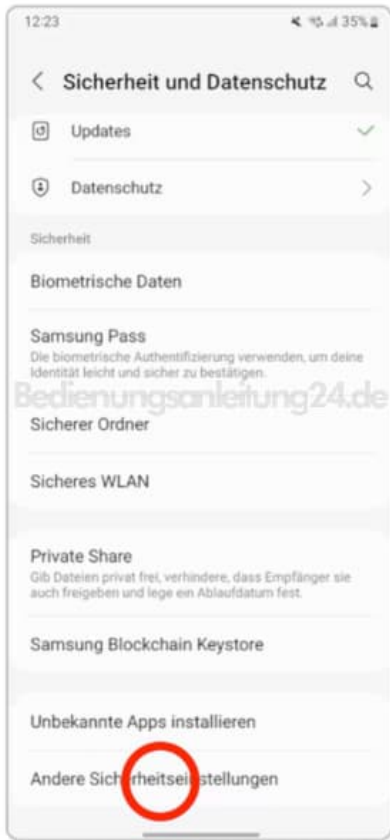 12:23 35%
Sicherheit und Datenschutz
Updates
Datenschutz
Sicherheit
Biometrische Daten
Samsung Pass
Die biometrische Authentifizierung verwenden, um deine
Identität leicht und sicher zu bestätigen.
Bedienungsanleitung24.de
Sicherer Ordner
Sicheres WLAN
Private Share
Gib Dateien privat frei, verhindere, dass Empfänger sie
auch freigeben und lege ein Ablaufdatum fest.
Samsung Blockchain Keystore
Unbekannte Apps installieren
Andere Sicherheitseinstellungen